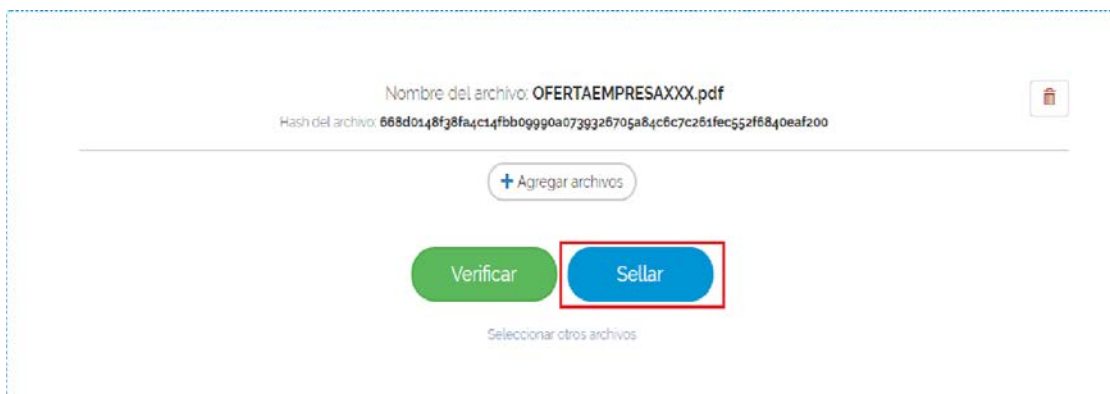 Nombre del archivo: OFERTAEMPRESAXXX.pdf
Hash del archivo: 668d0148f38fa4c14fbb09990a0739326705a84c6c7c261fec552f6840eaf200
+ Agregar archivos
Verificar Sellar
Seleccionar otros archivos